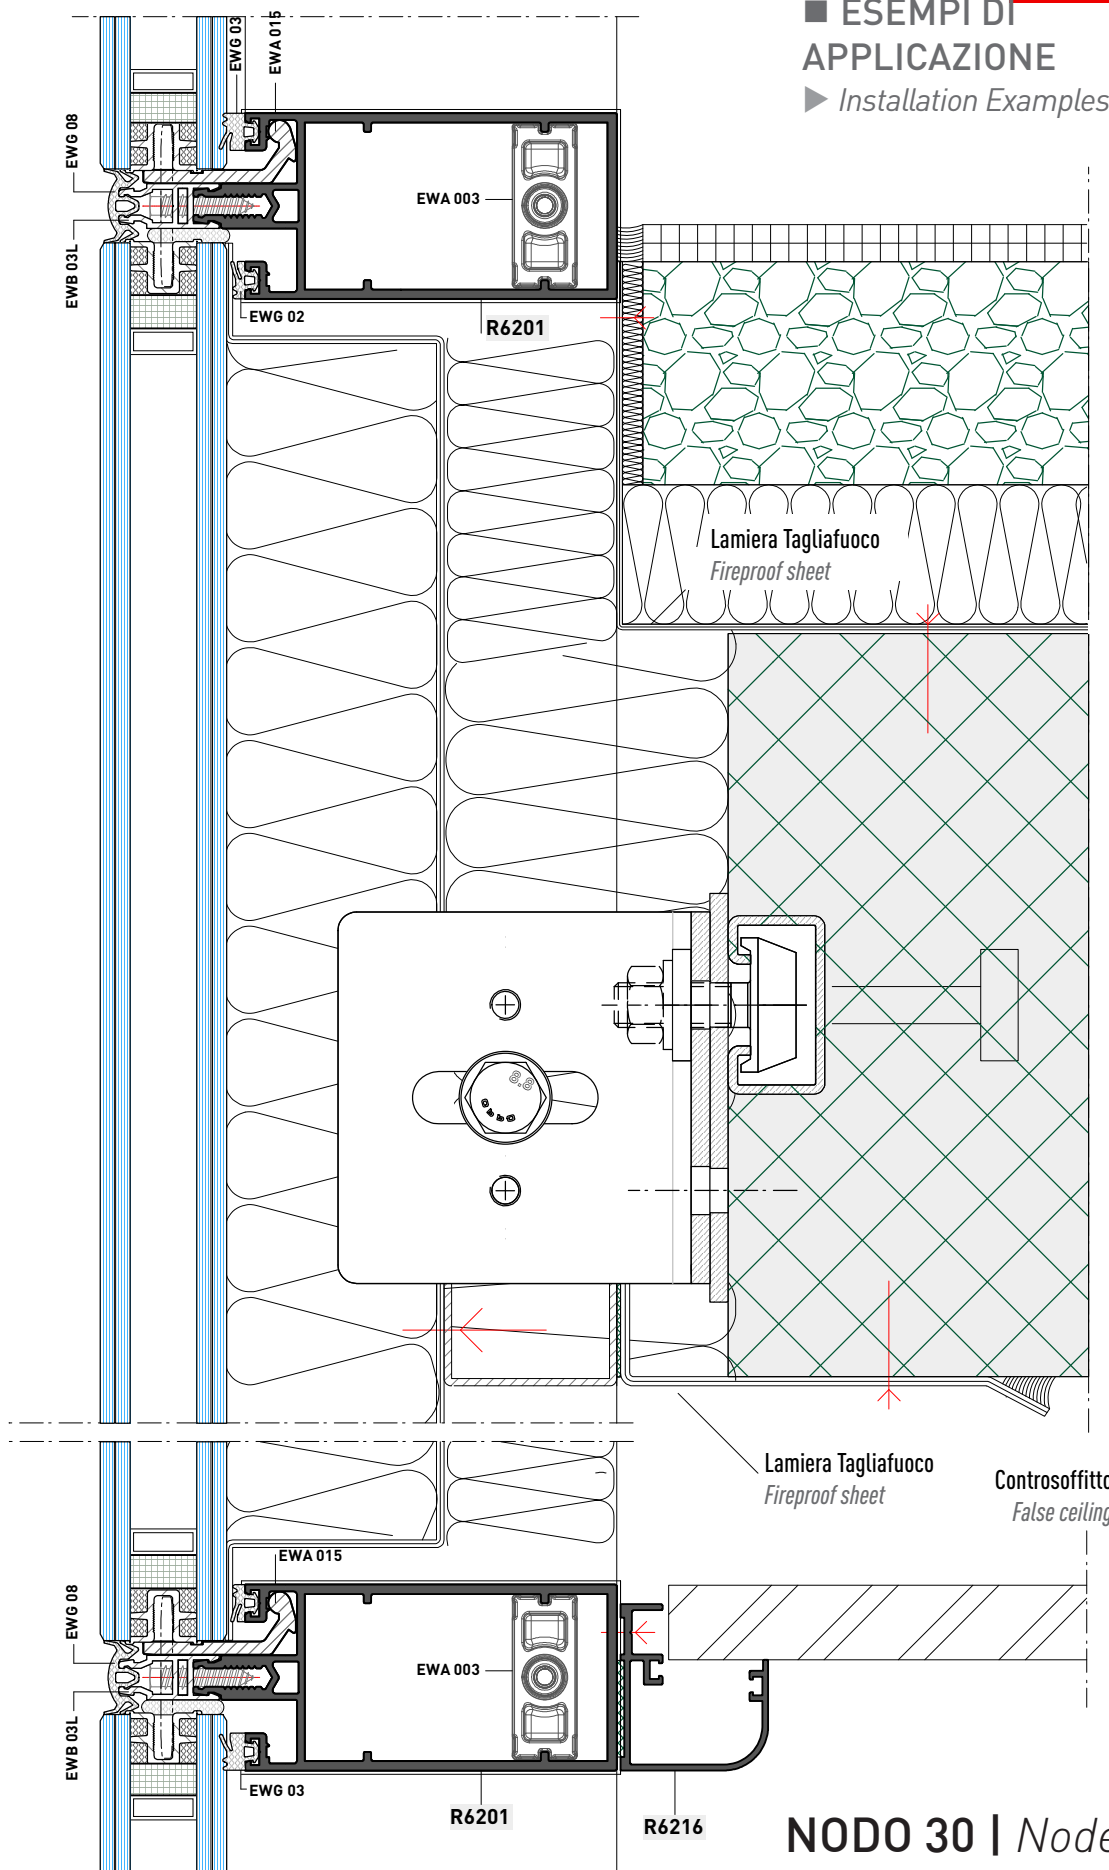 ■ ESEMPI DI
APPLICAZIONE
▶ Installation Examples
EWG 03
EWA 015
EWG 08
EWA 003
EWB 03L
EWG 02
R6201
Lamiera Tagliafuoco
Fireproof sheet
8.8
Lamiera Tagliafuoco
Fireproof sheet
Controsoffitto
False ceiling
EWA 015
EWG 08
EWA 003
EWB 03L
EWG 03
R6201
R6216
NODO 30 | Node